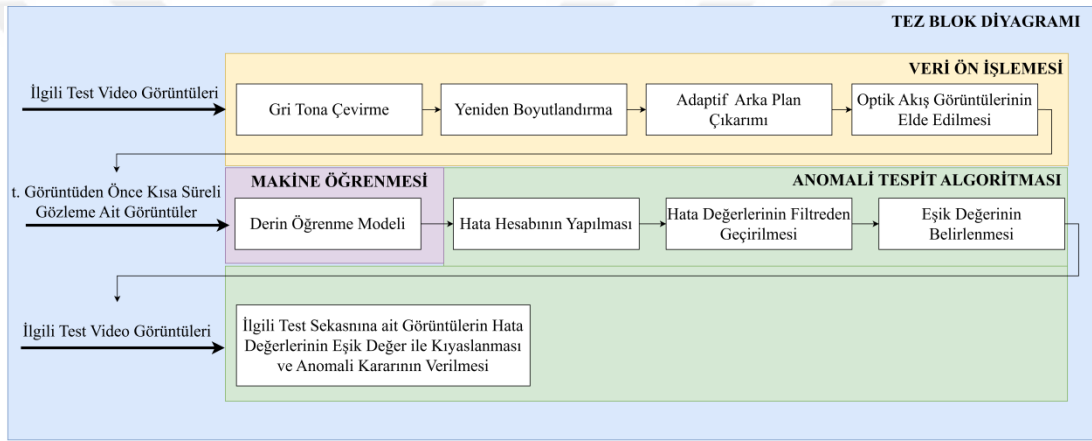 TEZ BLOK DİYAGRAMI
VERİ ÖN İŞLEMESİ
İlgili Test Video Görüntüleri
Gri Tona Çevirme
Yeniden Boyutlandırma
Adaptif Arka Plan
Çıkarımı
Optik Akış Görüntülerinin
Elde Edilmesi
MAKİNE ÖĞRENMESİ
ANOMALİ TESPİT ALGORİTMASI
t. Görüntüden Önce Kısa Süreli
Gözleme Ait Görüntüler
Derin Öğrenme Modeli
Hata Hesabının Yapılması
Hata Değerlerinin Filtreden
Geçirilmesi
Eşik Değerinin
Belirlenmesi
İlgili Test Video Görüntüleri
İlgili Test Sekasnına ait Görüntülerin Hata
Değerlerinin Eşik Değer ile Kıyaslanması
ve Anomali Kararının Verilmesi